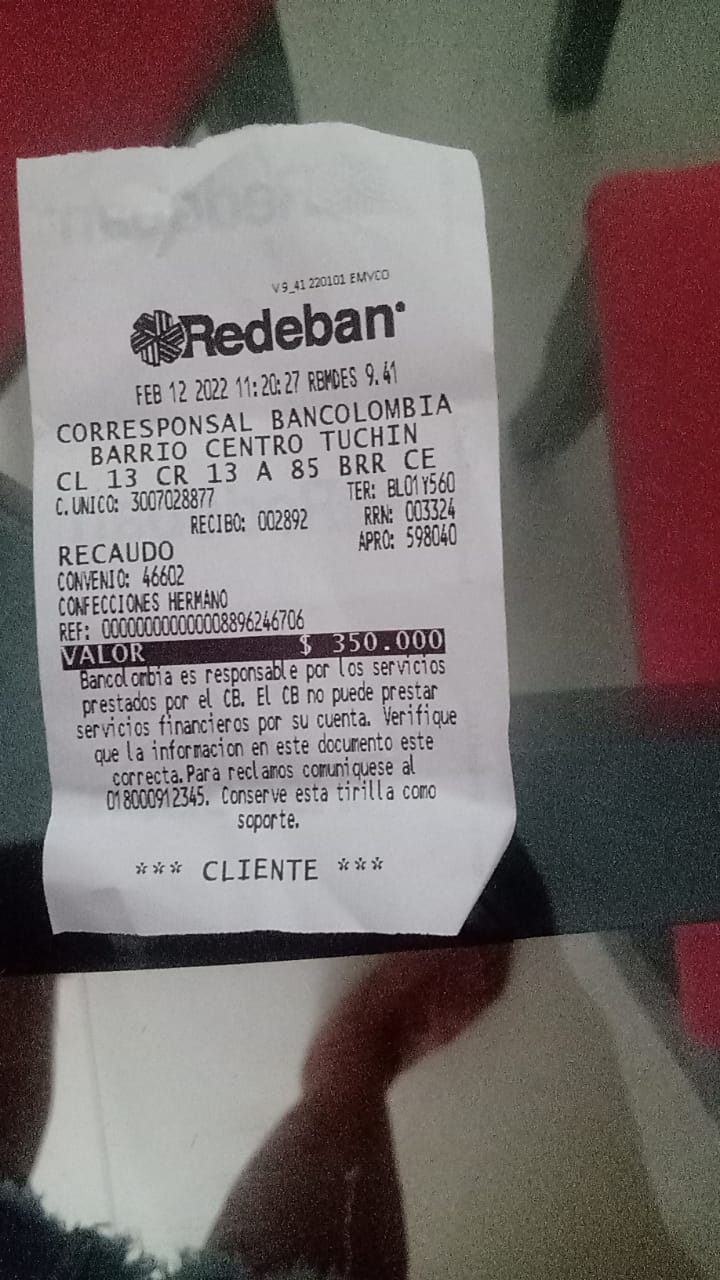 V9_41 220101 EMVCO
Redeban
FEB 12 2022 11:20:27 RBMDES 9.41
CORRESPONSAL BANCOLOMBIA
BARRIO CENTRO TUCHIN
CL 13 CR 13 A 85 BRR CE
C. UNICO: 3007028877 TER: BL01Y560
RECIBO: 002892 RRN: 003324
RECAUDO APRO: 598040
CONVENIO: 46602
CONFECCIONES HERMANO
REF: 00000000000008896246706
VALOR $ 350.000
Bancolombia es responsable por los servicios
prestados por el CB. El CB no puede prestar
servicios financieros por su cuenta. Verifique
que la informacion en este documento este
correcta. Para reclamos comuniquese al
018000912345. Conserve esta tirilla como
soporte.
*** CLIENTE ***